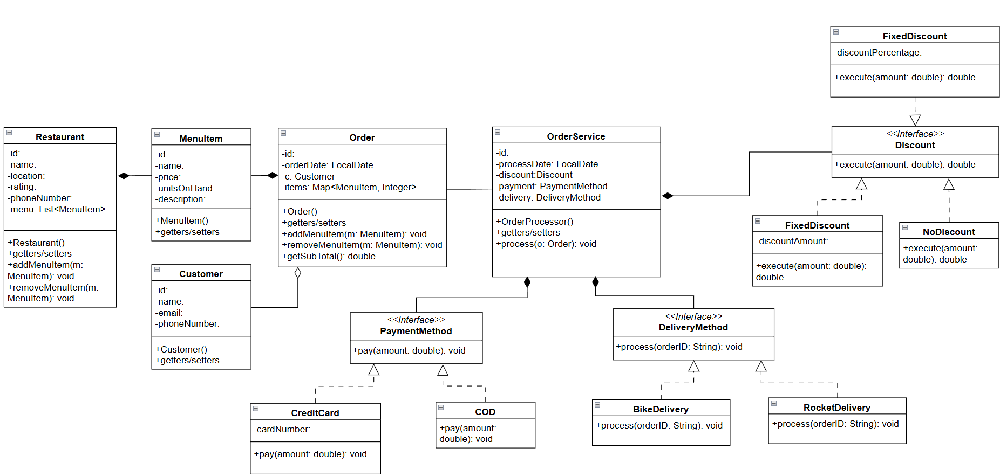 FixedDiscount
-discountPercentage:
+execute(amount: double): double
Restaurant
-id:
-name:
-location:
-rating:
-phoneNumber:
-menu: List<MenuItem>
+Restaurant()
+getters/setters
+addMenuItem(m:
MenuItem): void
+removeMenuItem(m:
MenuItem): void
MenuItem
-id:
-name:
-price:
-unitsOnHand:
-description:
+MenuItem()
+getters/setters
Customer
-id:
-name:
-email:
-phoneNumber:
+Customer()
+getters/setters
Order
-id:
-orderDate: LocalDate
-c: Customer
-items: Map<MenuItem, Integer>
+Order()
+getters/setters
+addMenuItem(m: MenuItem): void
+removeMenuItem(m: MenuItem): void
+getSubTotal(): double
OrderService
-id:
-processDate: LocalDate
-discount:Discount
-payment: PaymentMethod
-delivery: DeliveryMethod
+OrderProcessor()
+getters/setters
+process(o: Order): void
<<Interface>>
Discount
+execute(amount: double): double
FixedDiscount
-discountAmount:
+execute(amount: double):
double
NoDiscount
+execute(amount:
double): double
<<Interface>>
PaymentMethod
+pay(amount: double): void
<<Interface>>
DeliveryMethod
+process(orderID: String): void
CreditCard
-cardNumber:
+pay(amount: double): void
COD
+pay(amount:
double): void
BikeDelivery
+process(orderID: String): void
RocketDelivery
+process(orderID: String): void